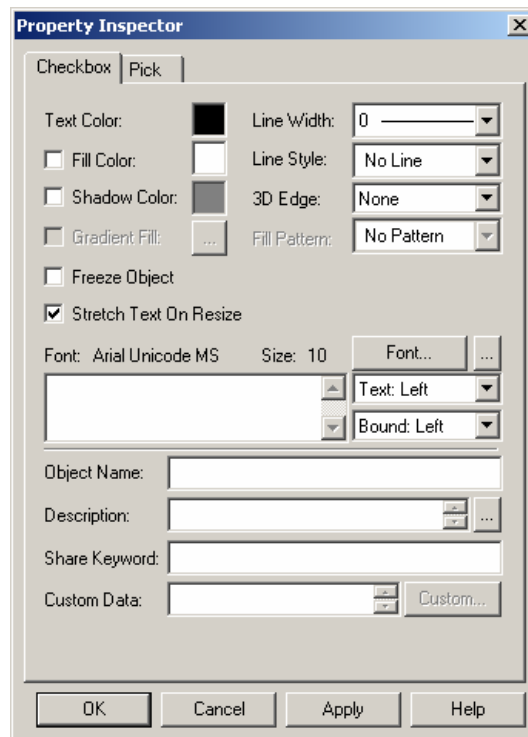 Property Inspector
Checkbox Pick
Text Color: Line Width: 0
Fill Color: Line Style: No Line
Shadow Color: 3D Edge: None
Gradient Fill: ... Fill Pattern: No Pattern
Freeze Object
Stretch Text On Resize
Font: Arial Unicode MS Size: 10 Font... ...
Text: Left
Bound: Left
Object Name:
Description: ...
Share Keyword:
Custom Data: Custom...
OK Cancel Apply Help